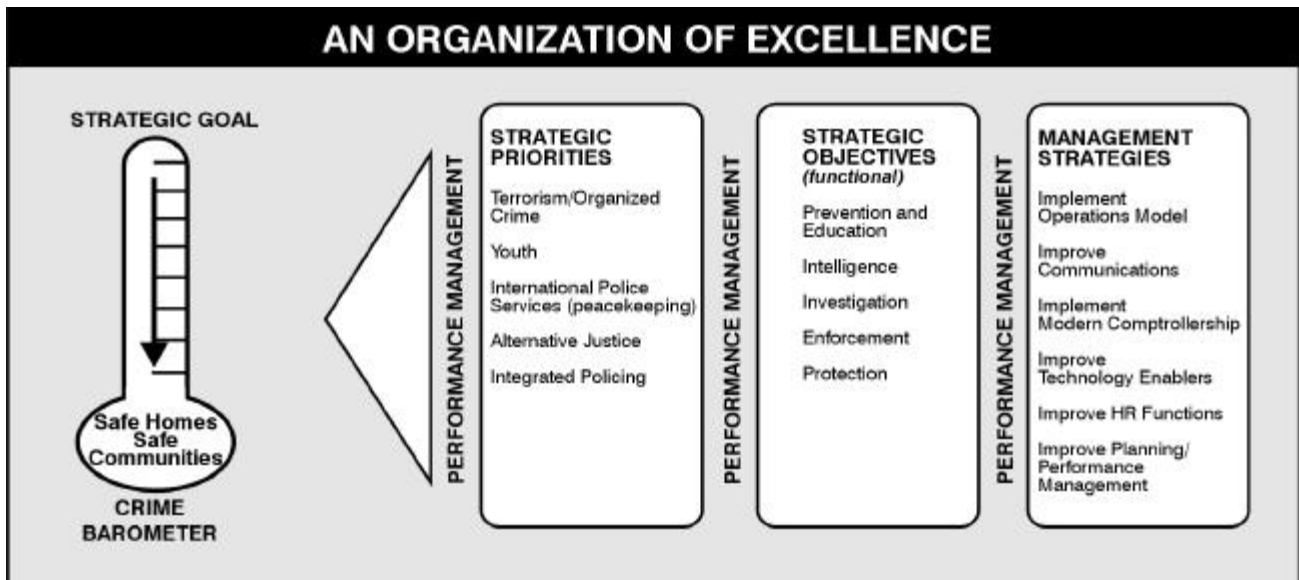 AN ORGANIZATION OF EXCELLENCE
STRATEGIC GOAL
Safe Homes
Safe
Communities
CRIME
BAROMETER
PERFORMANCE MANAGEMENT
STRATEGIC
PRIORITIES
Terrorism/Organized
Crime
Youth
International Police
Services (peacekeeping)
Alternative Justice
Integrated Policing
PERFORMANCE MANAGEMENT
STRATEGIC
OBJECTIVES
(functional)
Prevention and
Education
Intelligence
Investigation
Enforcement
Protection
PERFORMANCE MANAGEMENT
MANAGEMENT
STRATEGIES
Implement
Operations Model
Improve
Communications
Implement
Modern Comptrollership
Improve
Technology Enablers
Improve HR Functions
Improve Planning/
Performance
Management